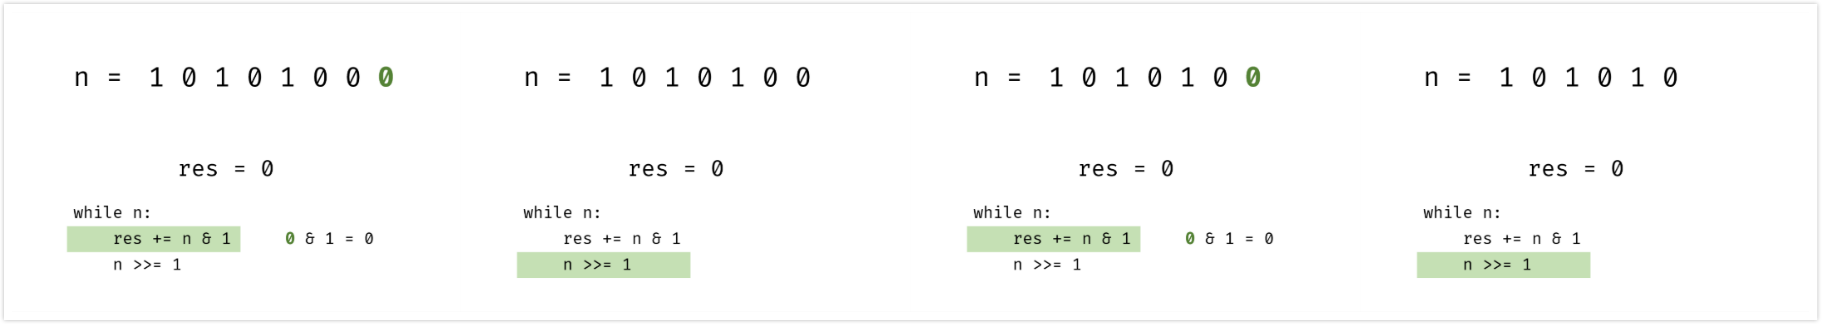 n = 1 0 1 0 1 0 0 0
res = 0
while n:
res += n & 1
0 & 1 = 0
n >>= 1
n = 1 0 1 0 1 0 0
res = 0
while n:
res += n & 1
n >>= 1
n = 1 0 1 0 1 0 0
res = 0
while n:
res += n & 1
0 & 1 = 0
n >>= 1
n = 1 0 1 0 1 0
res = 0
while n:
res += n & 1
n >>= 1